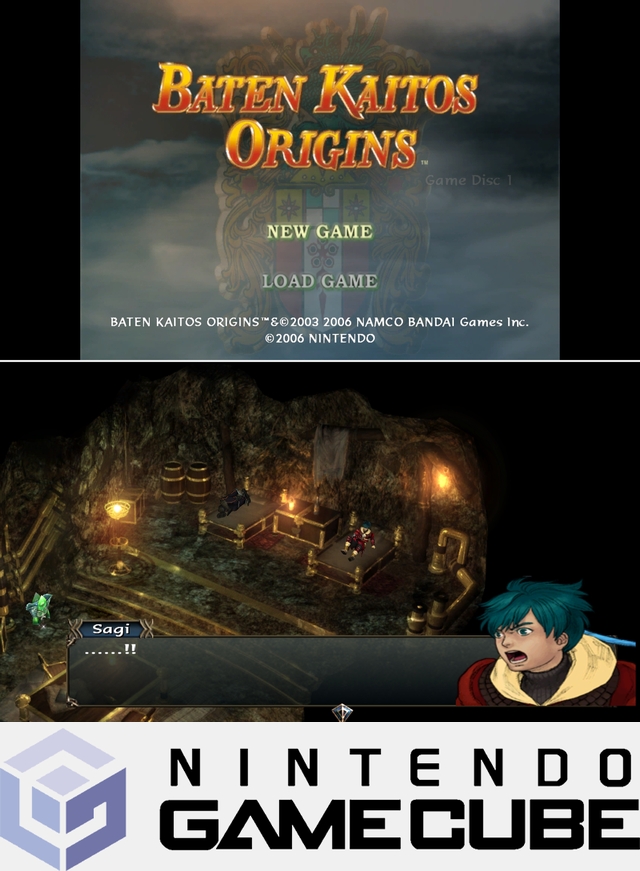 BATEN KAITOS
ORIGINS™
Game Disc 1
NEW GAME
LOAD GAME
BATEN KAITOS ORIGINS™&©2003 2006 NAMCO BANDAI Games Inc.
©2006 NINTENDO
Sagi
......!!
NINTENDO
GAMECUBE